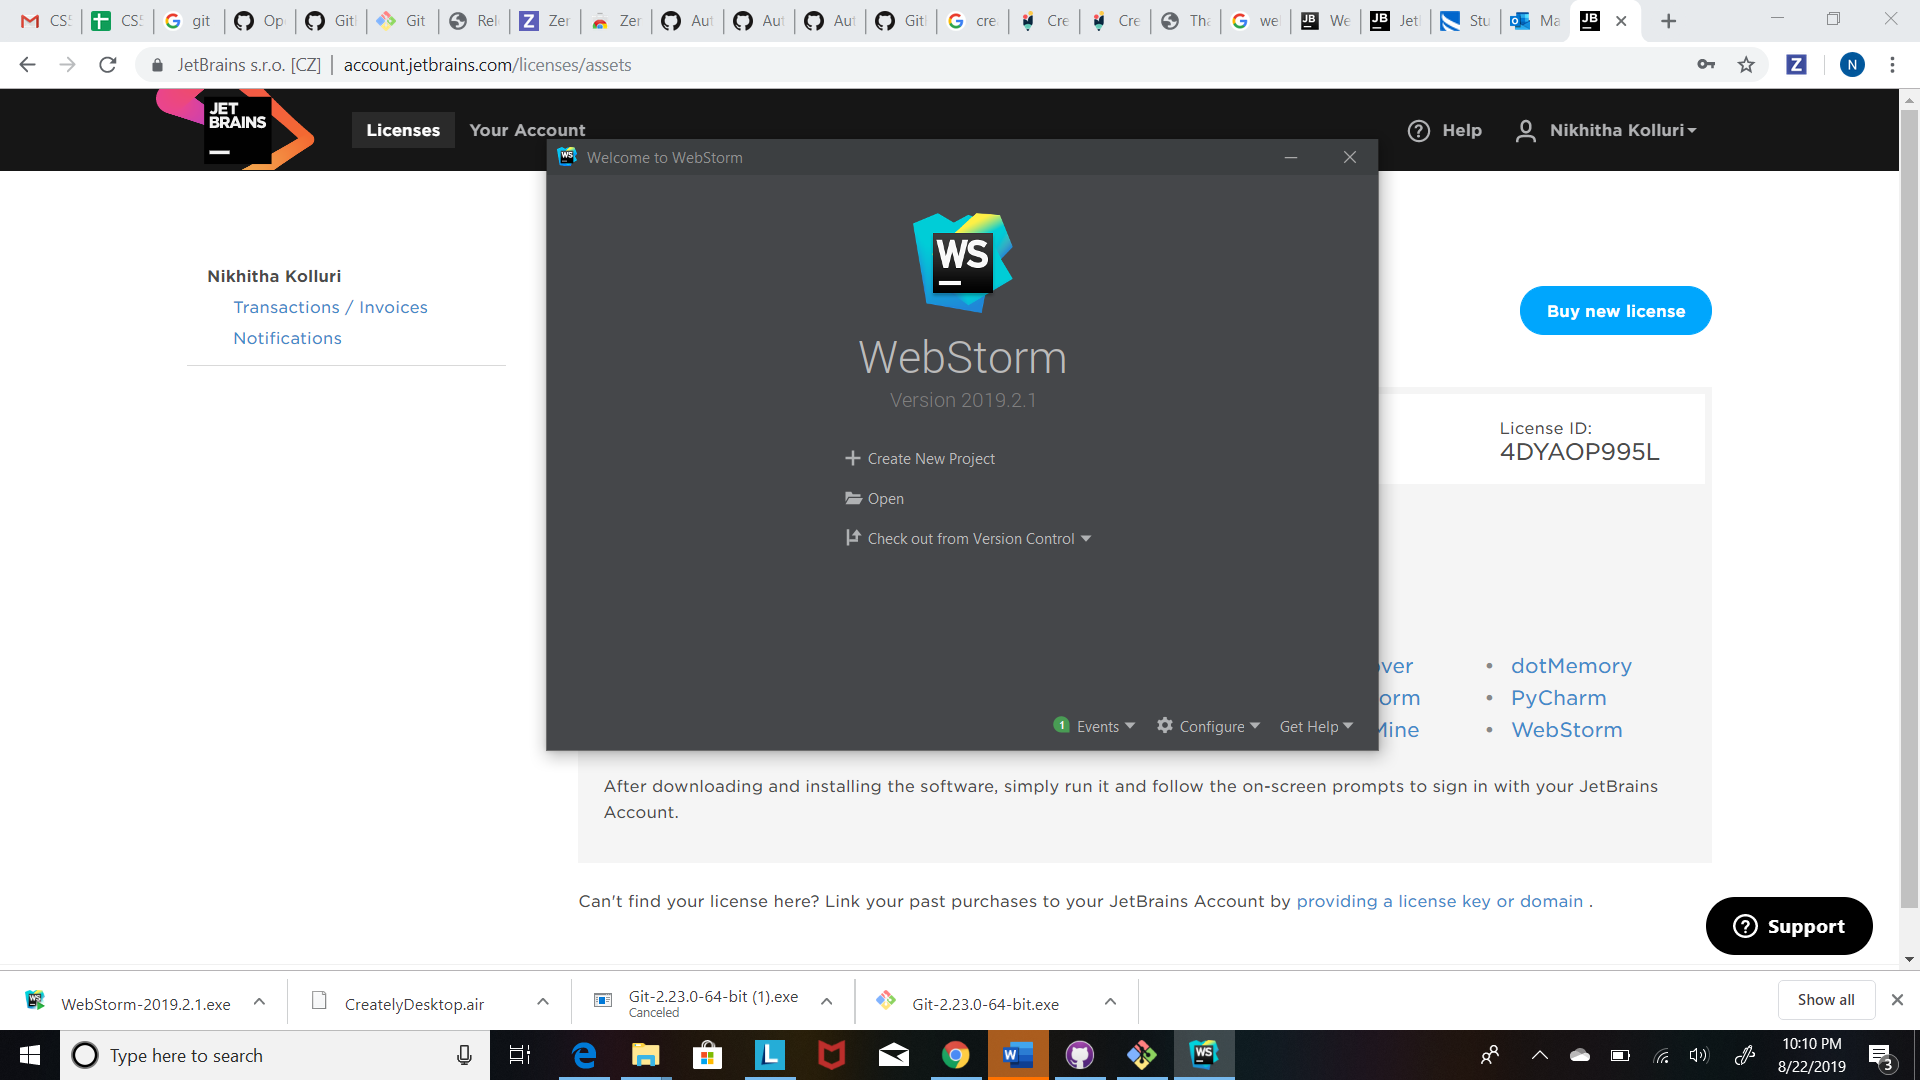 CS
CS
git
Op
Git
Git
Rel
Zer
Zer
Aut
Aut
Aut
Git
cre
Cre
Cre
Tha
we
We
Jet
Stu
Ma
JetBrains s.r.o. [CZ] | account.jetbrains.com/licenses/assets
JET
BRAINS
Licenses
Your Account
Help
Nikhitha Kolluri
Welcome to WebStorm
WS
WebStorm
Version 2019.2.1
Create New Project
Open
Check out from Version Control
1 Events
Configure
Get Help
Nikhitha Kolluri
Transactions / Invoices
Notifications
Buy new license
License ID:
4DYAOP995L
over
• dotMemory
orm
• PyCharm
Mine
• WebStorm
After downloading and installing the software, simply run it and follow the on-screen prompts to sign in with your JetBrains
Account.
Can't find your license here? Link your past purchases to your JetBrains Account by providing a license key or domain .
Support
WebStorm-2019.2.1.exe
CreatelyDesktop.air
Git-2.23.0-64-bit (1).exe
Canceled
Git-2.23.0-64-bit.exe
Show all
Type here to search
10:10 PM
8/22/2019
3